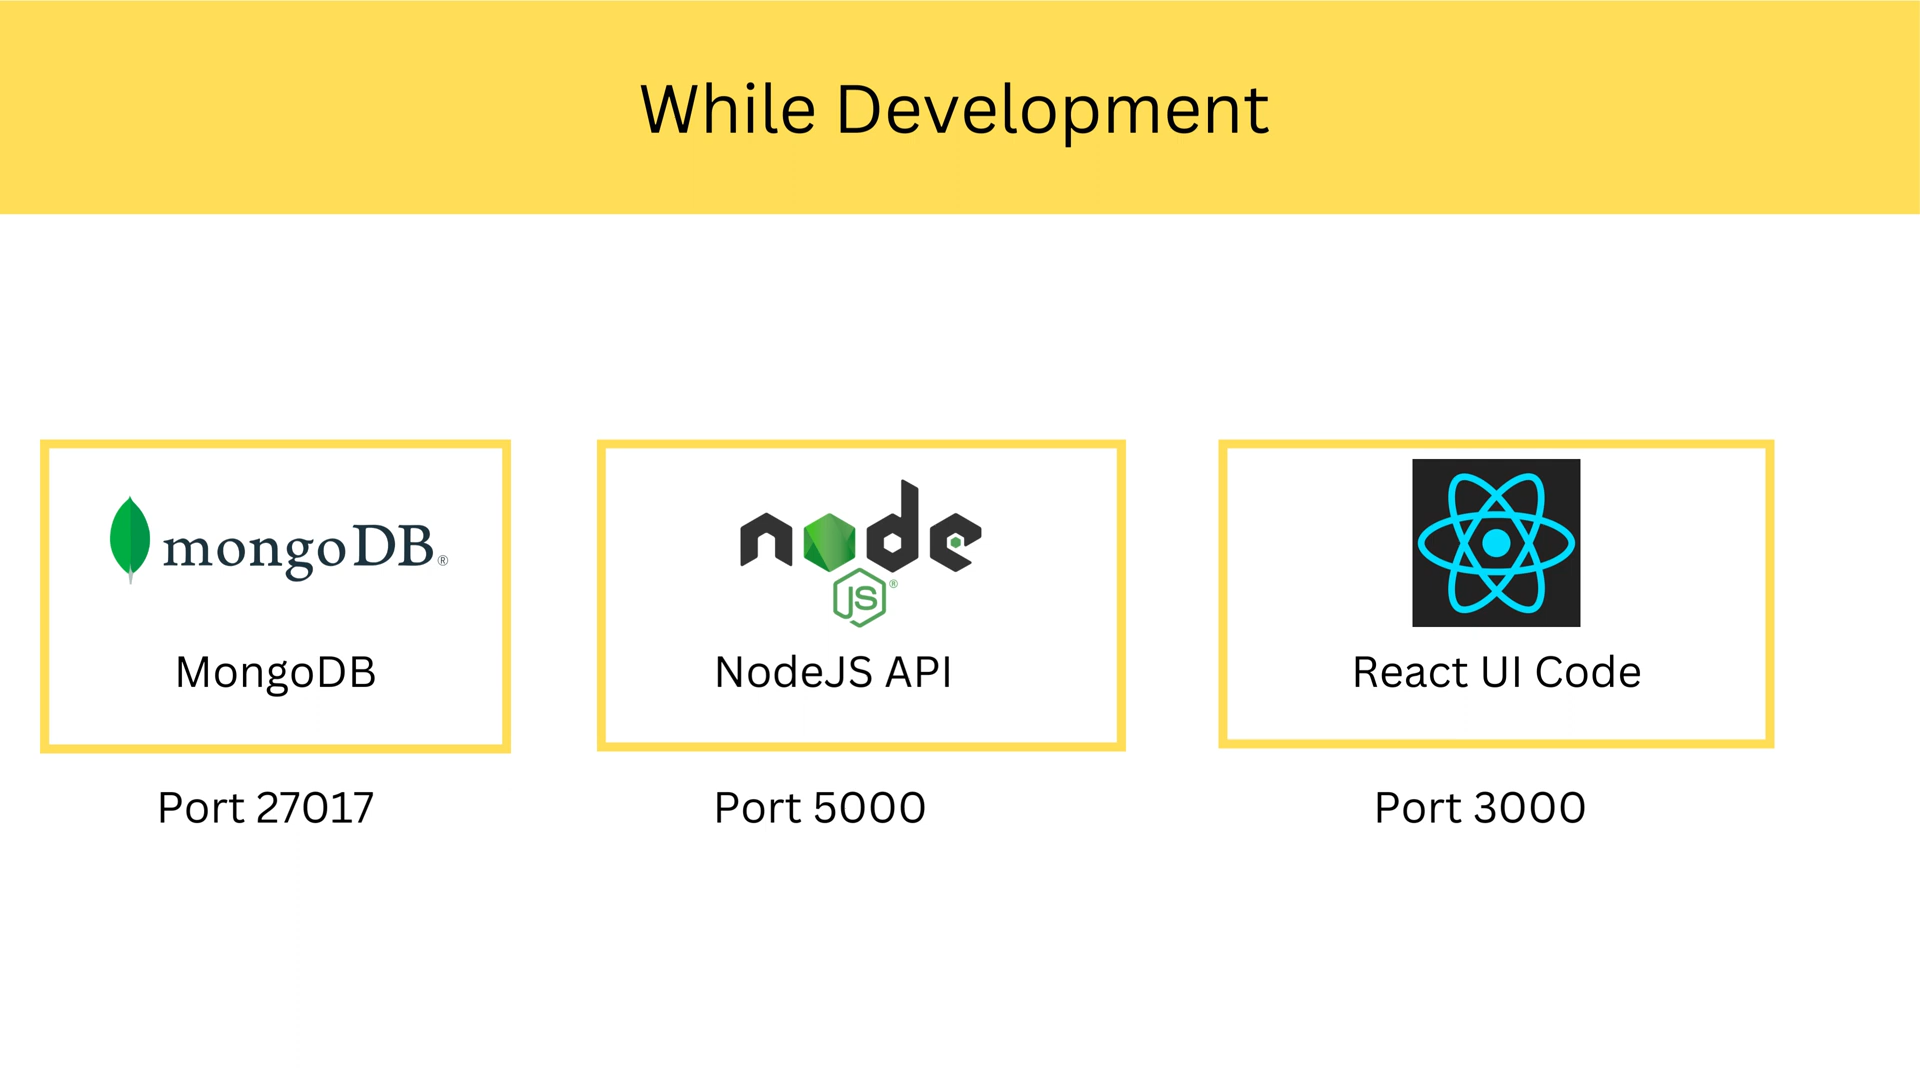 While Development
mongoDB®
node
JS®
MongoDB
NodeJS API
React UI Code
Port 27017
Port 5000
Port 3000